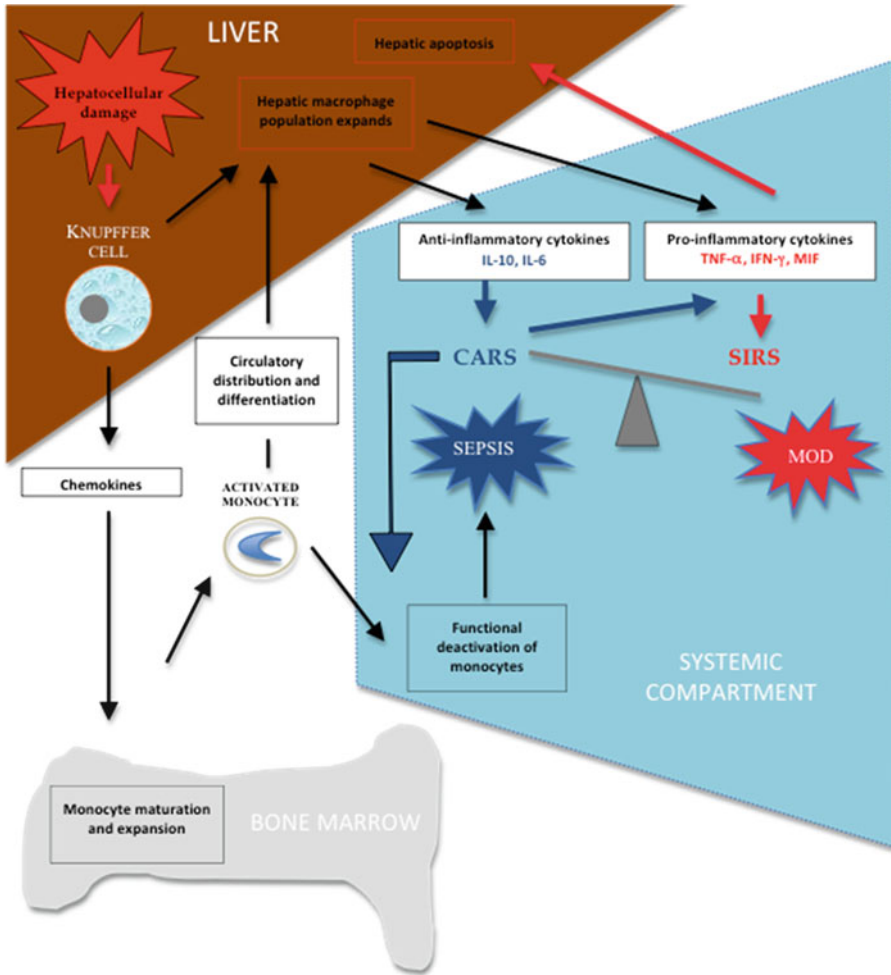 LIVER
Hepatic apoptosis
Hepatocellular
damage
Hepatic macrophage
population expands
KNUPFFER
CELL
Anti-inflammatory cytokines
IL-10, IL-6
Pro-inflammatory cytokines
TNF-α, IFN-γ, MIF
Circulatory
distribution and
differentiation
CARS
SIRS
SEPSIS
MOD
Chemokines
ACTIVATED
MONOCYTE
Functional
deactivation of
monocytes
SYSTEMIC
COMPARTMENT
Monocyte maturation
and expansion
BONE MARROW